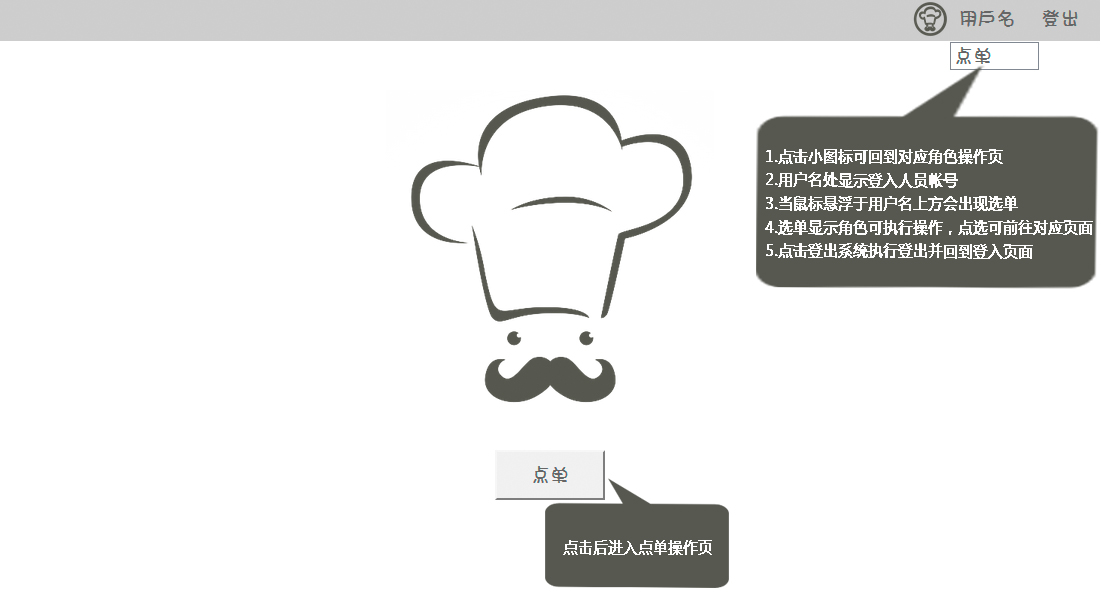 用戶名 登出
点单
1.点击小图标可回到对应角色操作页
2.用户名处显示登入人员帐号
3.当鼠标悬浮于用户名上方会出现选单
4.选单显示角色可执行操作，点选可前往对应页面
5.点击登出系统执行登出并回到登入页面
点单
点击后进入点单操作页